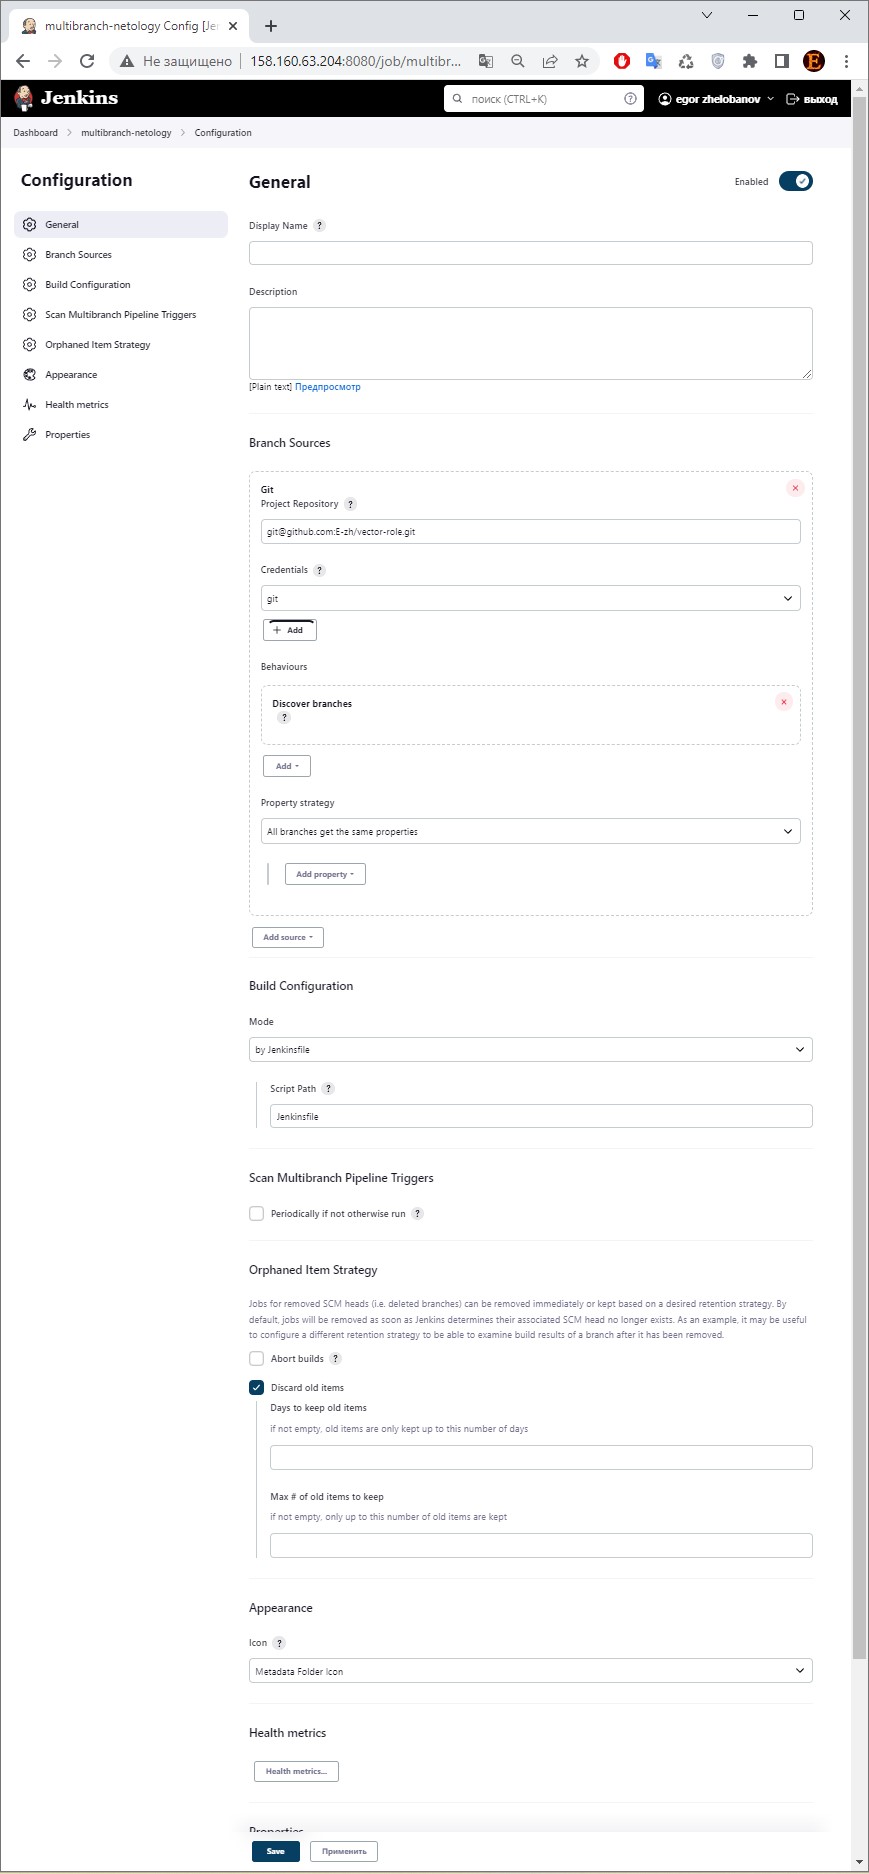 multibranch-netology Config [Je
Не защищено
158.160.63.204:8080/job/multibr...
Jenkins
поиск (CTRL+K)
egor zhelobanov
выход
Dashboard
multibranch-netology
Configuration
Configuration
General
Branch Sources
Build Configuration
Scan Multibranch Pipeline Triggers
Orphaned Item Strategy
Appearance
Health metrics
Properties
General
Enabled
Display Name ?
Description
[Plain text] Предпросмотр
Branch Sources
Git
Project Repository ?
git@github.com:E-zh/vector-role.git
Credentials ?
git
+ Add
Behaviours
Discover branches
?
Add
Property strategy
All branches get the same properties
Add property
Add source
Build Configuration
Mode
by Jenkinsfile
Script Path ?
Jenkinsfile
Scan Multibranch Pipeline Triggers
Periodically if not otherwise run ?
Orphaned Item Strategy
Jobs for removed SCM heads (i.e. deleted branches) can be removed immediately or kept based on a desired retention strategy. By
default, jobs will be removed as soon as Jenkins determines their associated SCM head no longer exists. As an example, it may be useful
to configure a different retention strategy to be able to examine build results of a branch after it has been removed.
Abort builds ?
Discard old items
Days to keep old items
if not empty, old items are only kept up to this number of days
Max # of old items to keep
if not empty, only up to this number of old items are kept
Appearance
Icon ?
Metadata Folder Icon
Health metrics
Health metrics...
Properties
Save
Применить